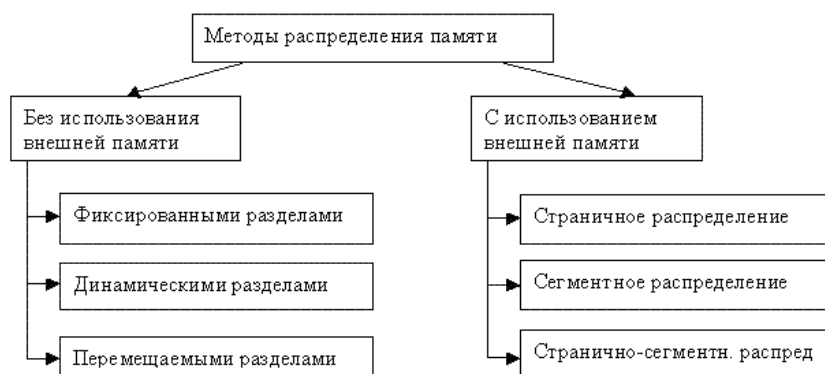 Методы распределения памяти
Без использования
внешней памяти
Фиксированными разделами
Динамическими разделами
Перемещаемыми разделами
С использованием
внешней памяти
Страничное распределение
Сегментное распределение
Странично-сегментн. распред